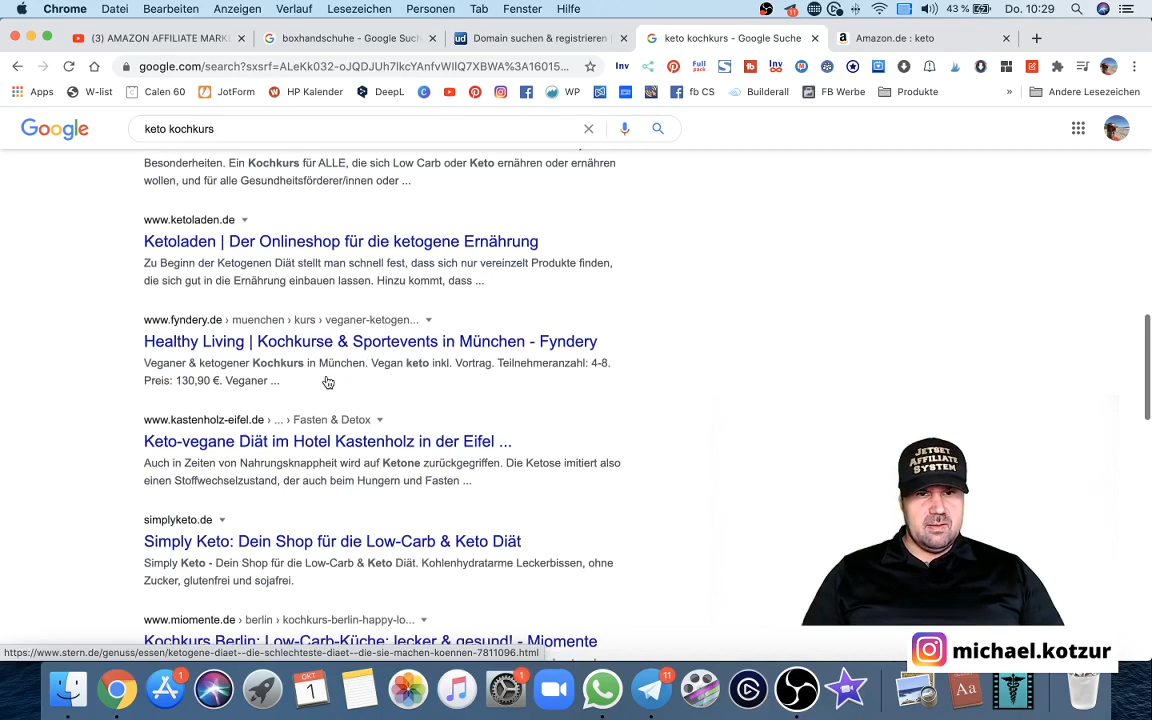 Chrome Datei Bearbeiten Anzeigen Verlauf Lesezeichen Personen Tab Fenster Hilfe
43 % Do. 10:29
(3) AMAZON AFFILIATE MARK
boxhandschuhe - Google Such
Domain suchen & registrieren
keto kochkurs - Google Suche
Amazon.de : keto
google.com/search?sxsrf=ALeKk032-oJQDJUh7lkcYAnfvWlIQ7XBWA%3A16015...
Apps W-list Calen 60 JotForm HP Kalender DeepL WP fb CS Builderall FB Werbe Produkte » Andere Lesezeichen
Google
keto kochkurs
Besonderheiten. Ein Kochkurs für ALLE, die sich Low Carb oder Keto ernähren oder ernähren
wollen, und für alle Gesundheitsförderer/innen oder ...
www.ketoladen.de
Ketoladen | Der Onlineshop für die ketogene Ernährung
Zu Beginn der Ketogenen Diät stellt man schnell fest, dass sich nur vereinzelt Produkte finden,
die sich gut in die Ernährung einbauen lassen. Hinzu kommt, dass ...
www.fyndery.de › muenchen › kurs › veganer-ketogen...
Healthy Living | Kochkurse & Sportevents in München - Fyndery
Veganer & ketogener Kochkurs in München. Vegan keto inkl. Vortrag. Teilnehmeranzahl: 4-8.
Preis: 130,90 €. Veganer ...
www.kastenholz-eifel.de › ... › Fasten & Detox
Keto-vegane Diät im Hotel Kastenholz in der Eifel ...
Auch in Zeiten von Nahrungsknappheit wird auf Ketone zurückgegriffen. Die Ketose imitiert also
einen Stoffwechselzustand, der auch beim Hungern und Fasten ...
simplyketo.de
Simply Keto: Dein Shop für die Low-Carb & Keto Diät
Simply Keto - Dein Shop für die Low-Carb & Keto Diät. Kohlenhydratarme Leckerbissen, ohne
Zucker, glutenfrei und sojafrei.
www.miomente.de › berlin › kochkurs-berlin-happy-lo...
Kochkurs Berlin: Low-Carb-Küche: lecker & gesund! - Miomente
https://www.stern.de/genuss/essen/ketogene-diaet--die-schlechteste-diaet--die-sie-machen-koennen-7811096.html
JETSET
AFFILIATE
SYSTEM
michael.kotzur